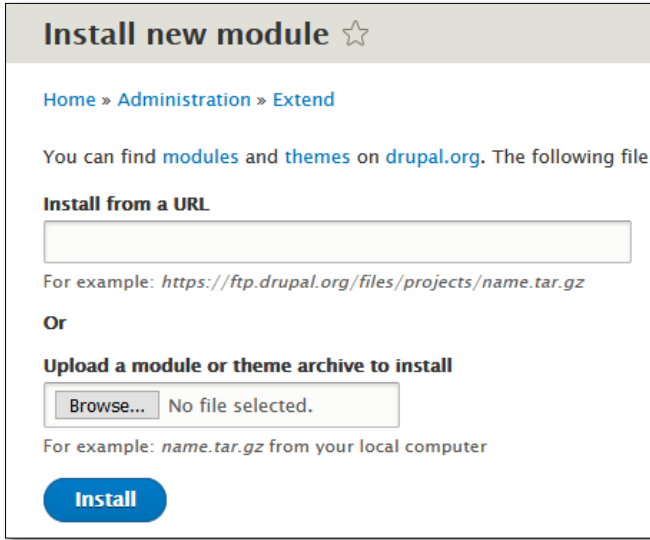 Install new module
Home » Administration » Extend
You can find modules and themes on drupal.org. The following file
Install from a URL
For example: https://ftp.drupal.org/files/projects/name.tar.gz
Or
Upload a module or theme archive to install
Browse... No file selected.
For example: name.tar.gz from your local computer
Install